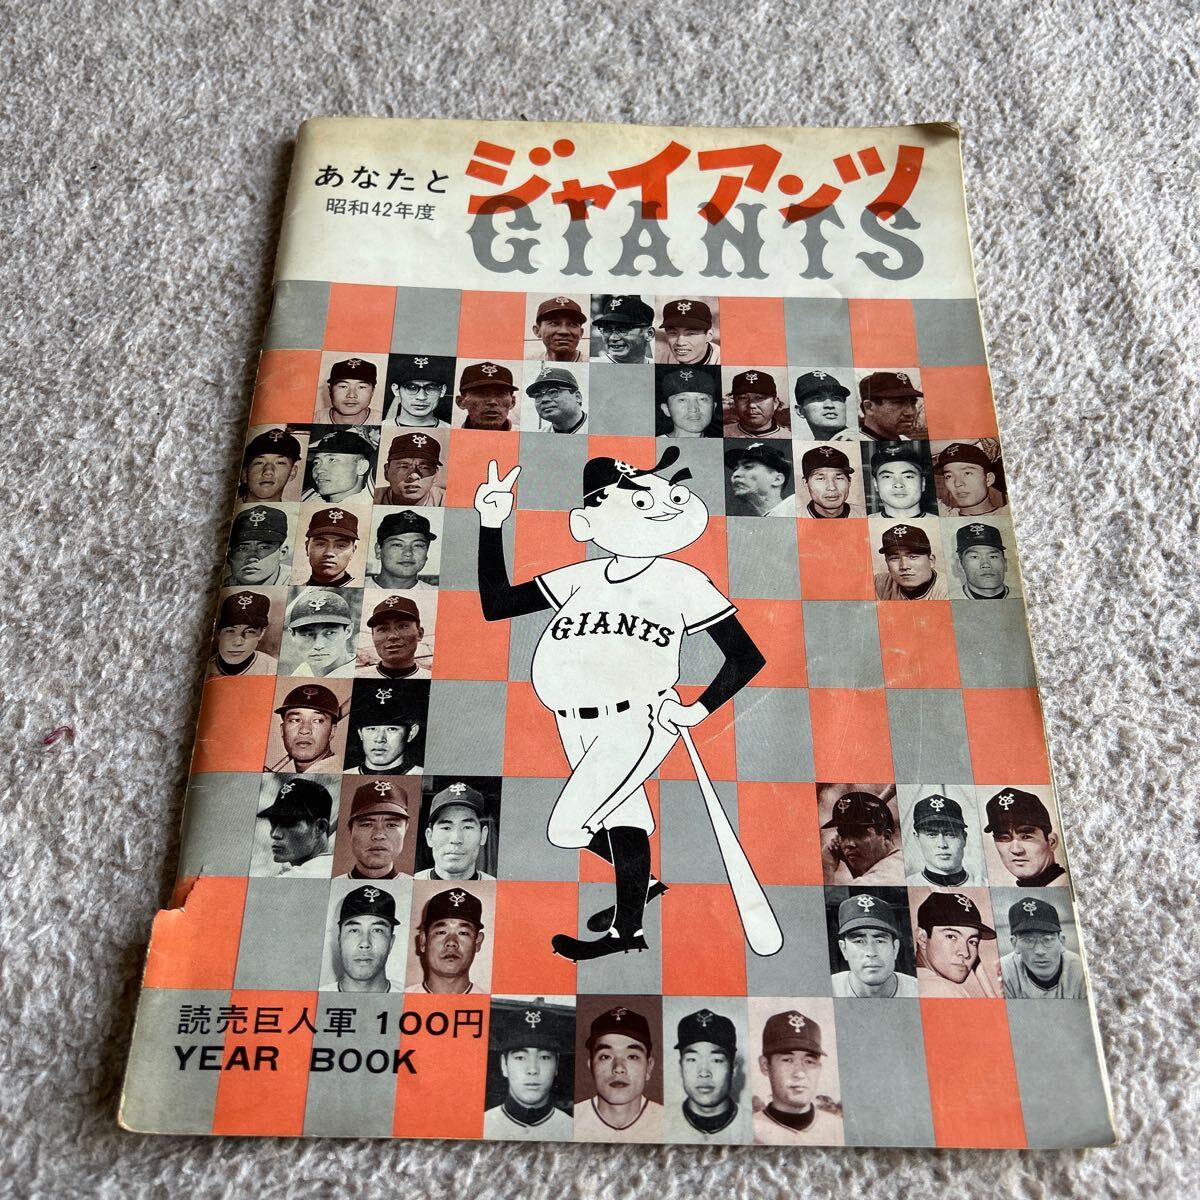 あなたと
昭和42年度
ジャイアンツ
GIANTS
GIANTS
読売巨人軍 100円
YEAR BOOK